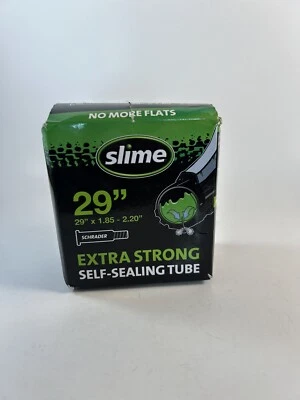 NO MORE FLATS
slime
29"
29" x 1.85 - 2.20"
SCHRADER
EXTRA STRONG
SELF-SEALING TUBE